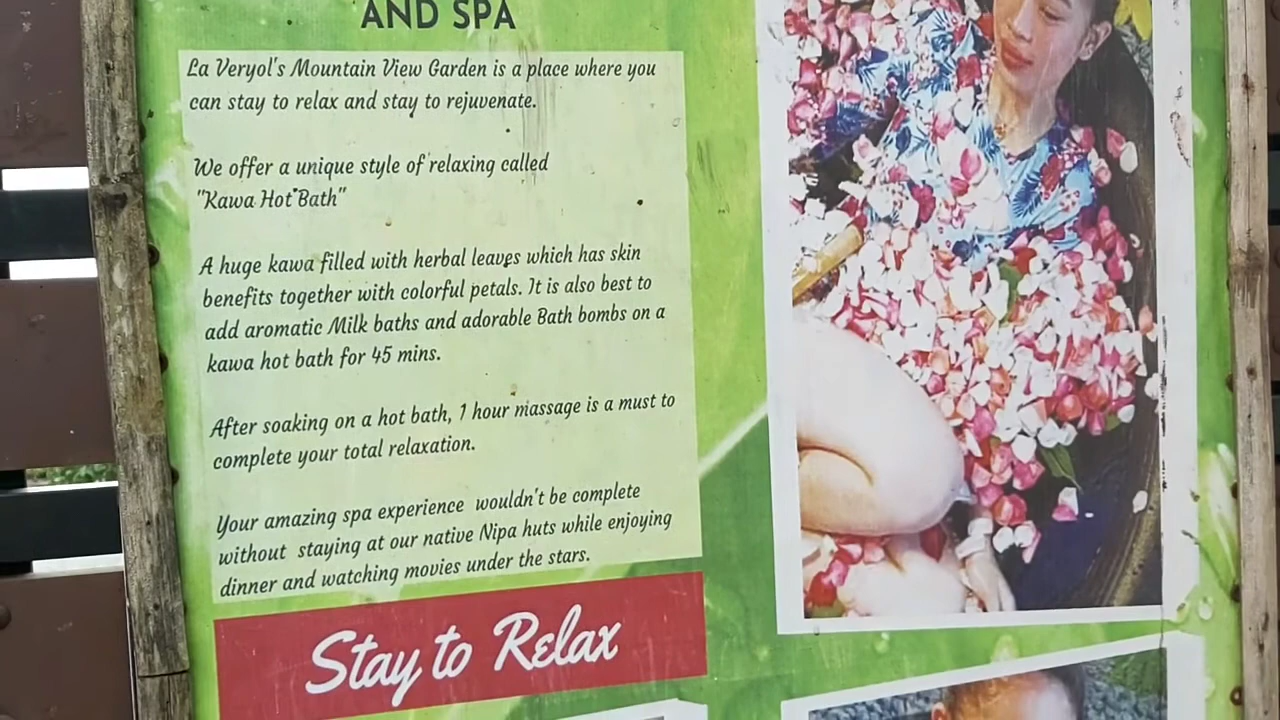 AND SPA
La Veryol's Mountain View Garden is a place where you
can stay to relax and stay to rejuvenate.
We offer a unique style of relaxing called
"Kawa Hot Bath"
A huge kawa filled with herbal leaves which has skin
benefits together with colorful petals. It is also best to
add aromatic Milk baths and adorable Bath bombs on a
kawa hot bath for 45 mins.
After soaking on a hot bath, 1 hour massage is a must to
complete your total relaxation.
Your amazing spa experience wouldn't be complete
without staying at our native Nipa huts while enjoying
dinner and watching movies under the stars.
Stay to Relax